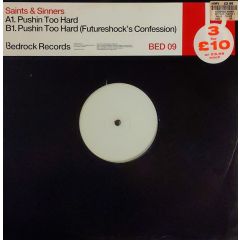 Saints & Sinners
A1. Pushin Too Hard
B1. Pushin Too Hard (Futureshock's Confession)
Bedrock Records
BED 09
3
for
£10